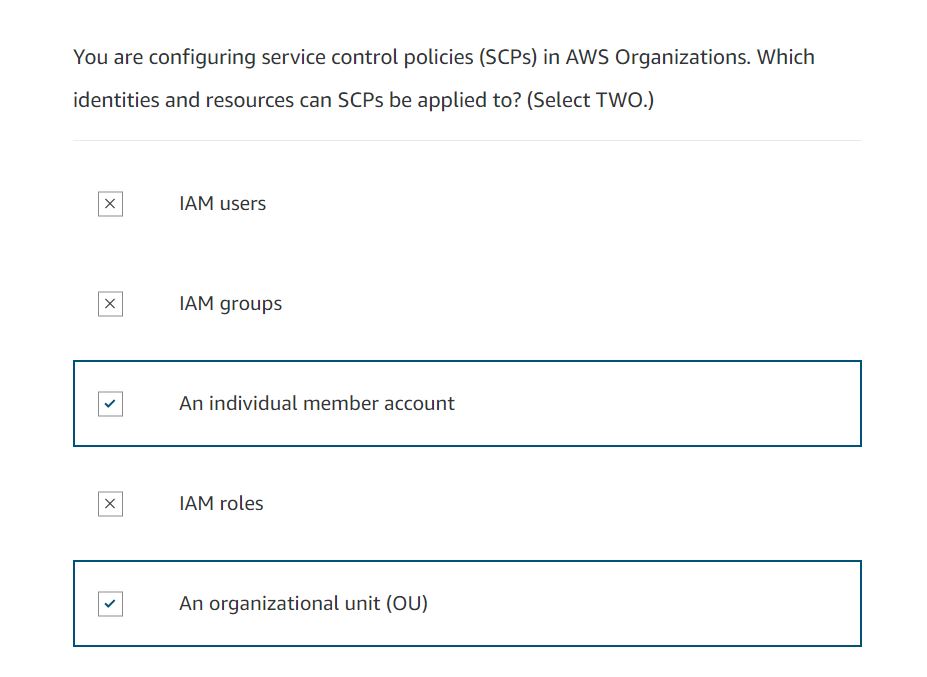 You are configuring service control policies (SCPs) in AWS Organizations. Which
identities and resources can SCPs be applied to? (Select TWO.)
IAM users
IAM groups
An individual member account
IAM roles
An organizational unit (OU)